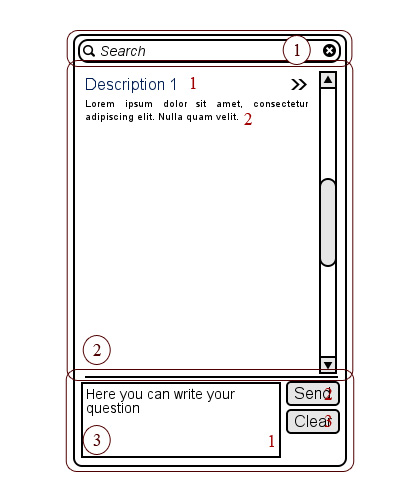 Search 1
Description 1 1
Lorem ipsum dolor sit amet, consectetur
adipiscing elit. Nulla quam velit. 2
2
Here you can write your
question
3 1
Send 2
Clear 3